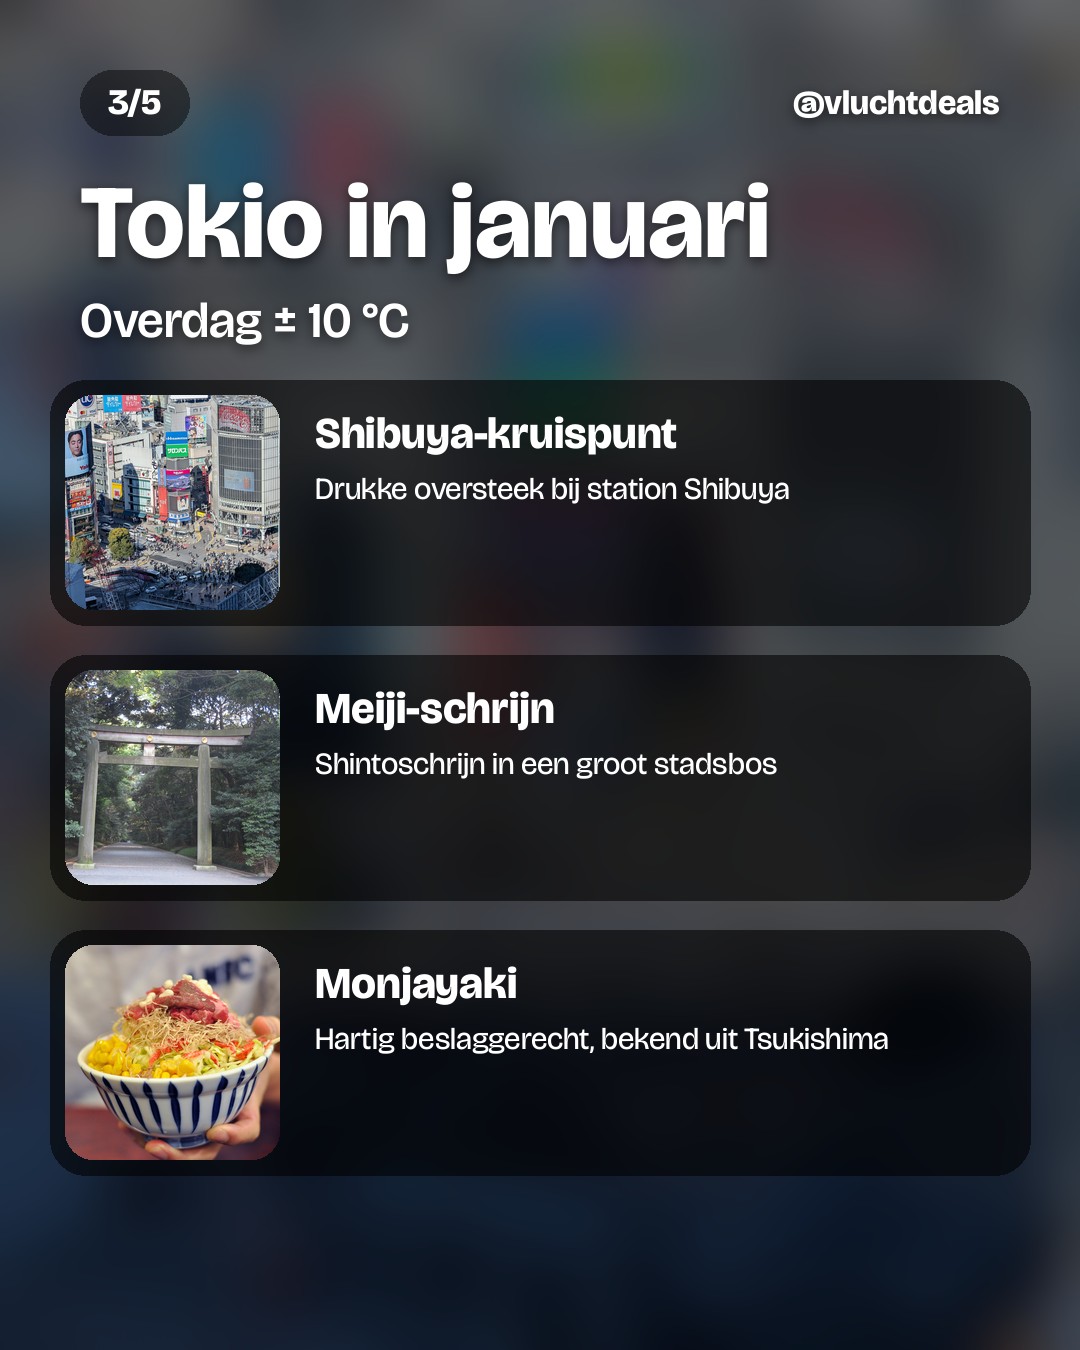 3/5
@vluchtdeals
Tokio in januari
Overdag ± 10 °C
Shibuya-kruispunt
Drukke oversteek bij station Shibuya
Meiji-schrijn
Shintoschrijn in een groot stadsbos
Monjayaki
Hartig beslaggerecht, bekend uit Tsukishima